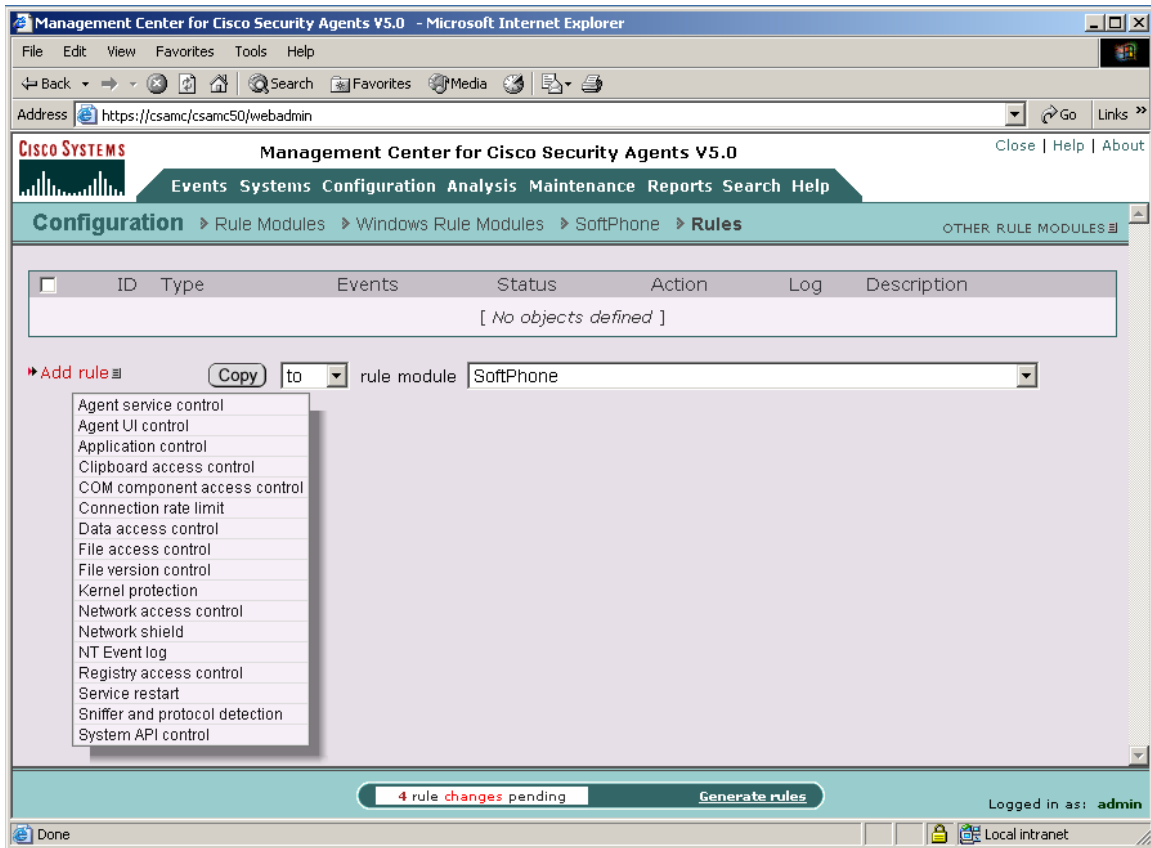 Management Center for Cisco Security Agents V5.0 - Microsoft Internet Explorer
File Edit View Favorites Tools Help
Back Search Favorites Media
Address https://csamc/csamc50/webadmin Go Links »
CISCO SYSTEMS
Management Center for Cisco Security Agents V5.0
Close | Help | About
Events Systems Configuration Analysis Maintenance Reports Search Help
Configuration Rule Modules Windows Rule Modules SoftPhone Rules OTHER RULE MODULES
ID Type Events Status Action Log Description
[ No objects defined ]
Add rule Copy to rule module SoftPhone
Agent service control
Agent UI control
Application control
Clipboard access control
COM component access control
Connection rate limit
Data access control
File access control
File version control
Kernel protection
Network access control
Network shield
NT Event log
Registry access control
Service restart
Sniffer and protocol detection
System API control
4 rule changes pending Generate rules
Logged in as: admin
Done Local intranet